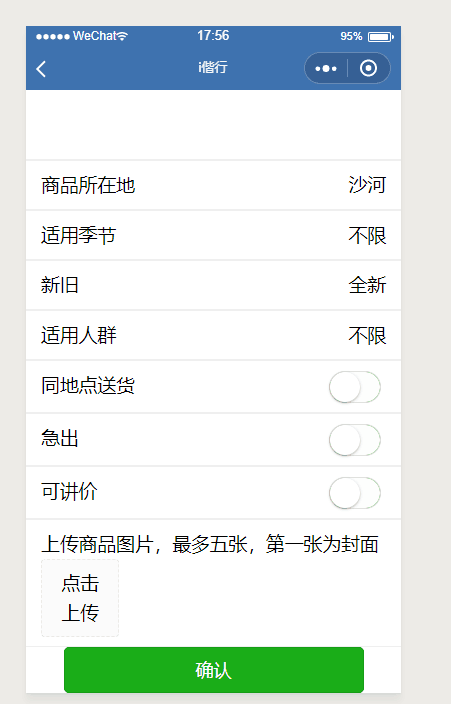 WeChat 17:56 95%
i偕行
商品所在地 沙河
适用季节 不限
新旧 全新
适用人群 不限
同地点送货
急出
可讲价
上传商品图片，最多五张，第一张为封面
点击
上传
确认